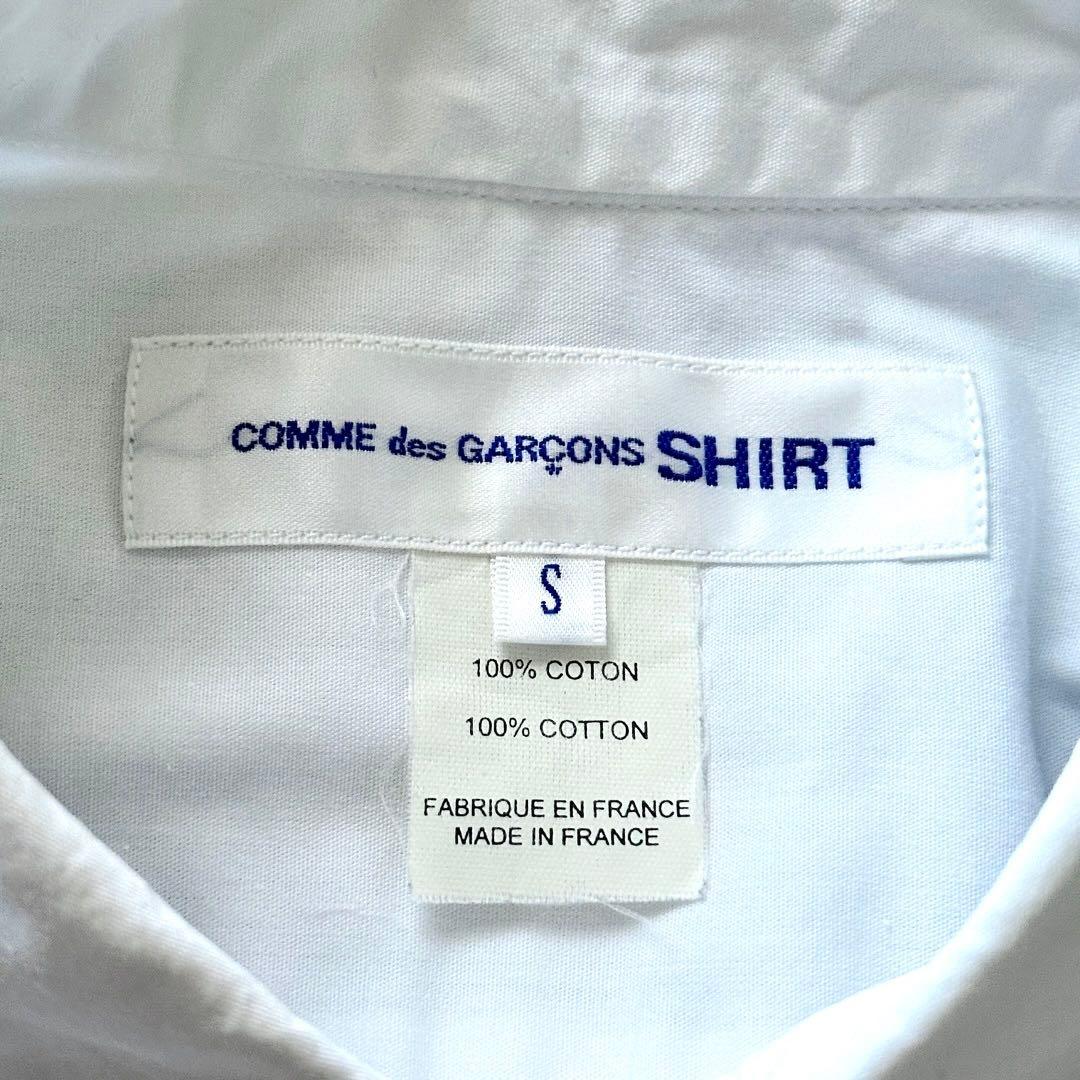 COMME des GARÇONS SHIRT
S
100% COTON
100% COTTON
FABRIQUE EN FRANCE
MADE IN FRANCE